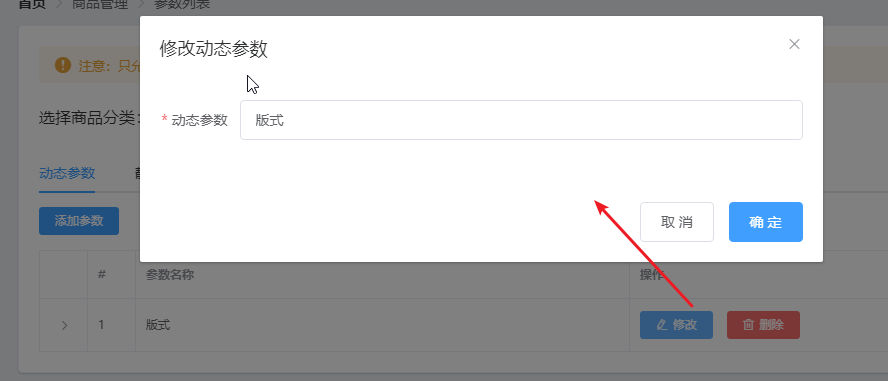 首页 > 商品管理 > 参数列表
修改动态参数
注意：只允
选择商品分类：
* 动态参数 版式
动态参数
取 消 确 定
添加参数
# 参数名称 操作
1 版式 修改 删除